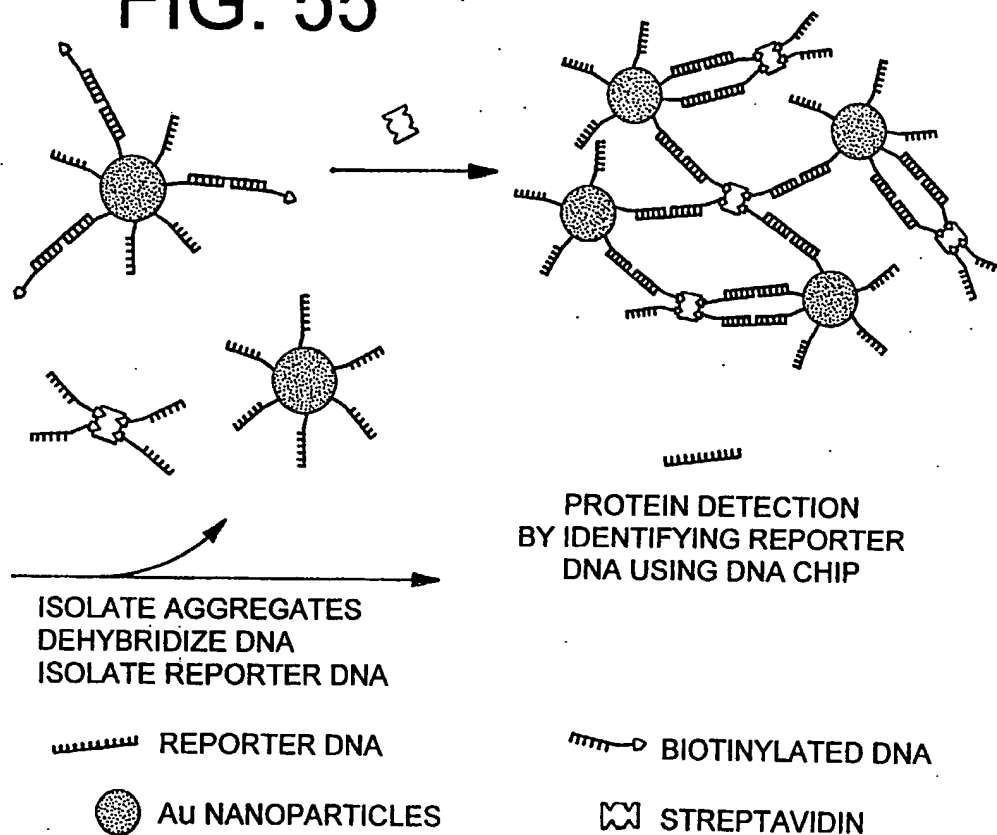 FIG. 55
PROTEIN DETECTION
BY IDENTIFYING REPORTER
DNA USING DNA CHIP
ISOLATE AGGREGATES
DEHYBRIDIZE DNA
ISOLATE REPORTER DNA
REPORTER DNA
BIOTINYLATED DNA
Au NANOPARTICLES
STREPTAVIDIN